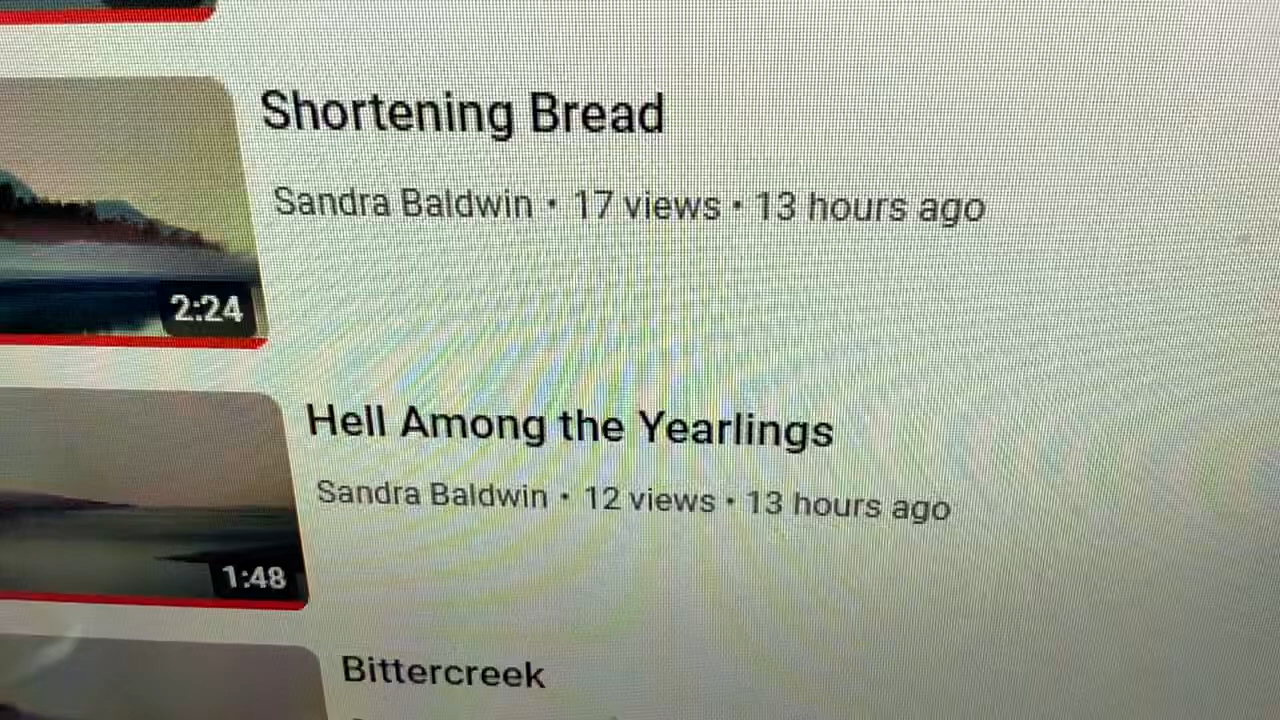 Shortening Bread
Sandra Baldwin • 17 views • 13 hours ago
2:24
Hell Among the Yearlings
Sandra Baldwin • 12 views • 13 hours ago
1:48
Bittercreek